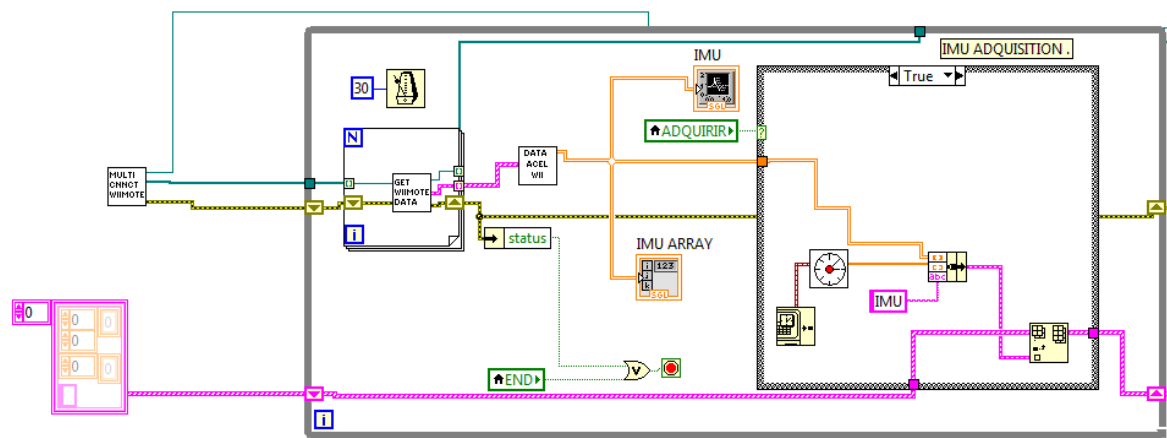 IMU ADQUISITION .
IMU
True
30
SGL
ADQUIRIR
?
N
MULTI
CNNCT
WIIMOTE
GET
WIIMOTE
DATA
DATA
ACEL
WII
i
status
IMU ARRAY
123
i
j
k
SGL
abc
IMU
0
0
0
0
0
0
END
V
i